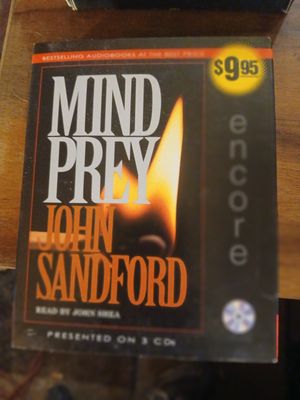 BESTSELLING AUDIOBOOKS AT THE BEST PRICE
$9.95
MIND
PREY
JOHN
SANDFORD
READ BY JOHN SHEA
PRESENTED ON 3 CDs
encore